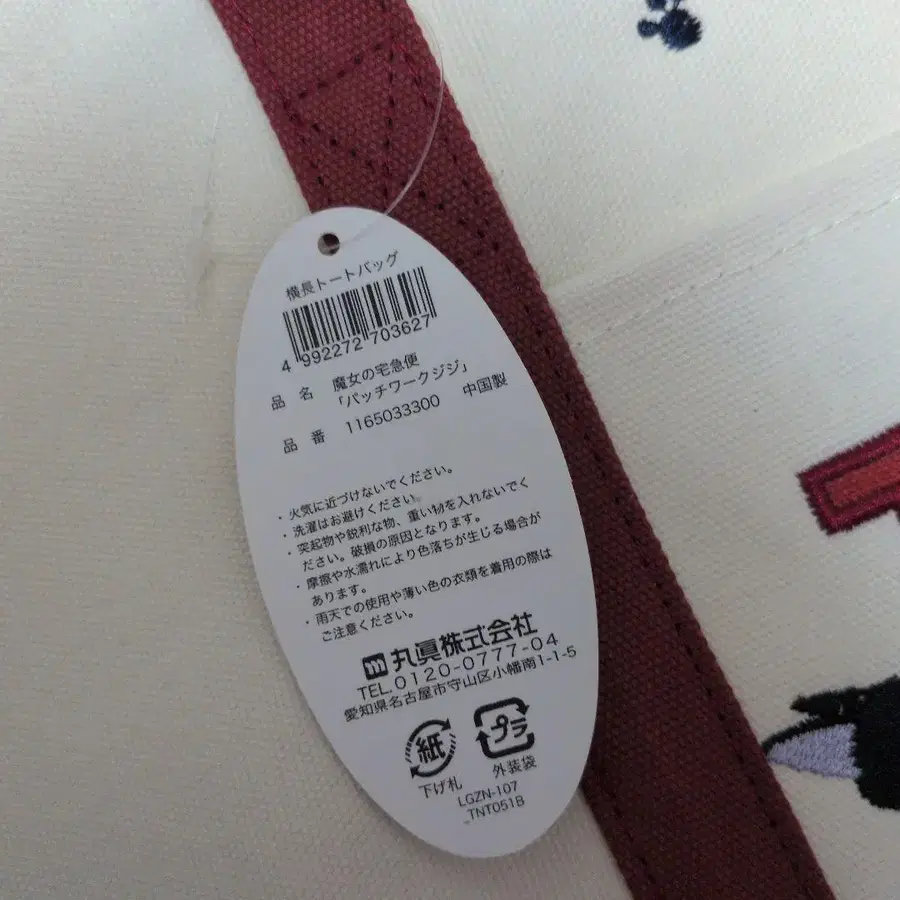 横長トートバッグ
4 992272 703627
品 名 魔女の宅急便
「パッチワークジジ」
品 番 1165033300 中国製
・火気に近づけないでください。
・洗濯はお避けください。
・突起物や鋭利な物、重い物を入れないでく
ださい。破損の原因となります。
・摩擦や水濡れにより色落ちが生じる場合が
あります。
・雨天での使用や薄い色の衣類を着用の際は
ご注意ください。
m 丸眞株式会社
TEL.0120-0777-04
愛知県名古屋市守山区小幡南1-1-5
紙 プラ
下げ札 外装袋
LGZN-107
TNT051B